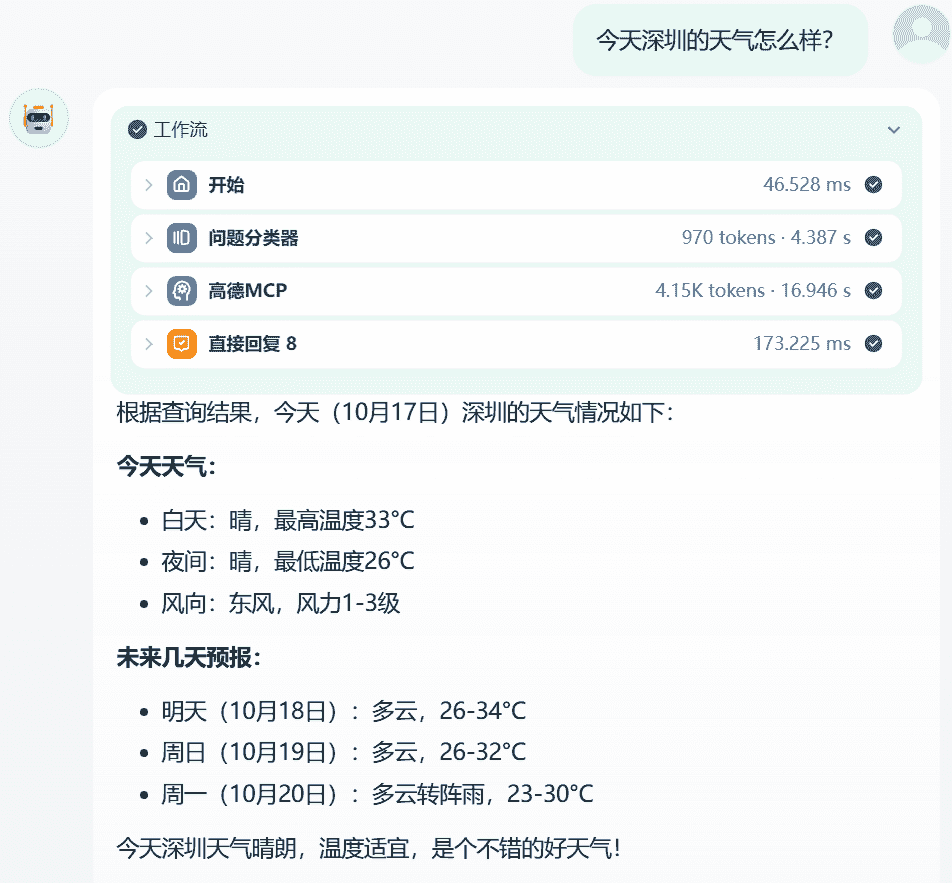 今天深圳的天气怎么样？
工作流
开始 46.528 ms
问题分类器 970 tokens · 4.387 s
高德MCP 4.15K tokens · 16.946 s
直接回复 8 173.225 ms
根据查询结果，今天（10月17日）深圳的天气情况如下：
今天天气：
• 白天：晴，最高温度33°C
• 夜间：晴，最低温度26°C
• 风向：东风，风力1-3级
未来几天预报：
• 明天（10月18日）：多云，26-34°C
• 周日（10月19日）：多云，26-32°C
• 周一（10月20日）：多云转阵雨，23-30°C
今天深圳天气晴朗，温度适宜，是个不错的好天气！